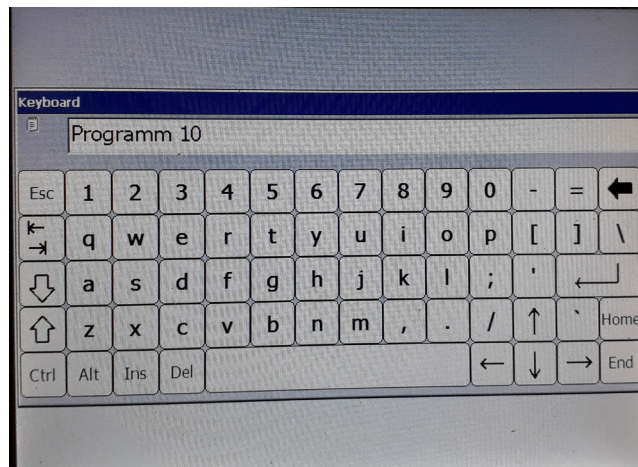 Keyboard
Programm 10
Esc 1 2 3 4 5 6 7 8 9 0 - =
q w e r t y u i o p [ ] \
a s d f g h j k l ; '
z x c v b n m , . / ↑ ` Home
Ctrl Alt Ins Del ← ↓ → End